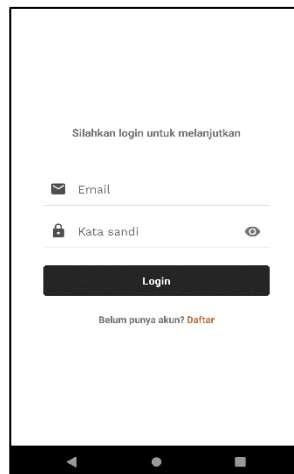 Silahkan login untuk melanjutkan
Email
Kata sandi
Login
Belum punya akun? Daftar